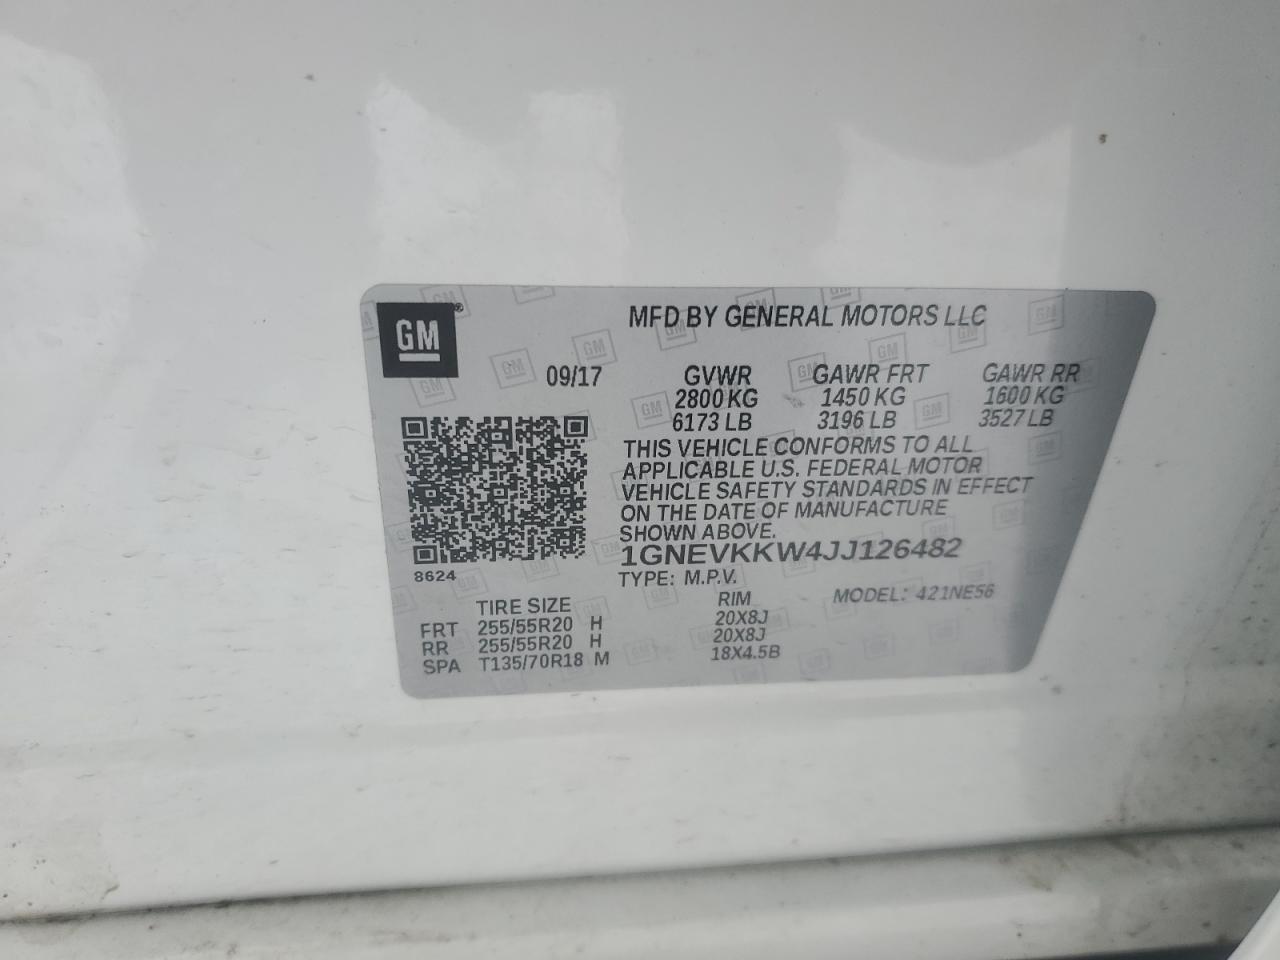 GM®
MFD BY GENERAL MOTORS LLC
09/17 GVWR GAWR FRT GAWR RR
2800 KG 1450 KG 1600 KG
6173 LB 3196 LB 3527 LB
THIS VEHICLE CONFORMS TO ALL
APPLICABLE U.S. FEDERAL MOTOR
VEHICLE SAFETY STANDARDS IN EFFECT
ON THE DATE OF MANUFACTURE
SHOWN ABOVE.
1GNEVKKW4JJ126482
8624
TYPE: M.P.V. MODEL: 421NE56
TIRE SIZE RIM
FRT 255/55R20 H 20X8J
RR 255/55R20 H 20X8J
SPA T135/70R18 M 18X4.5B